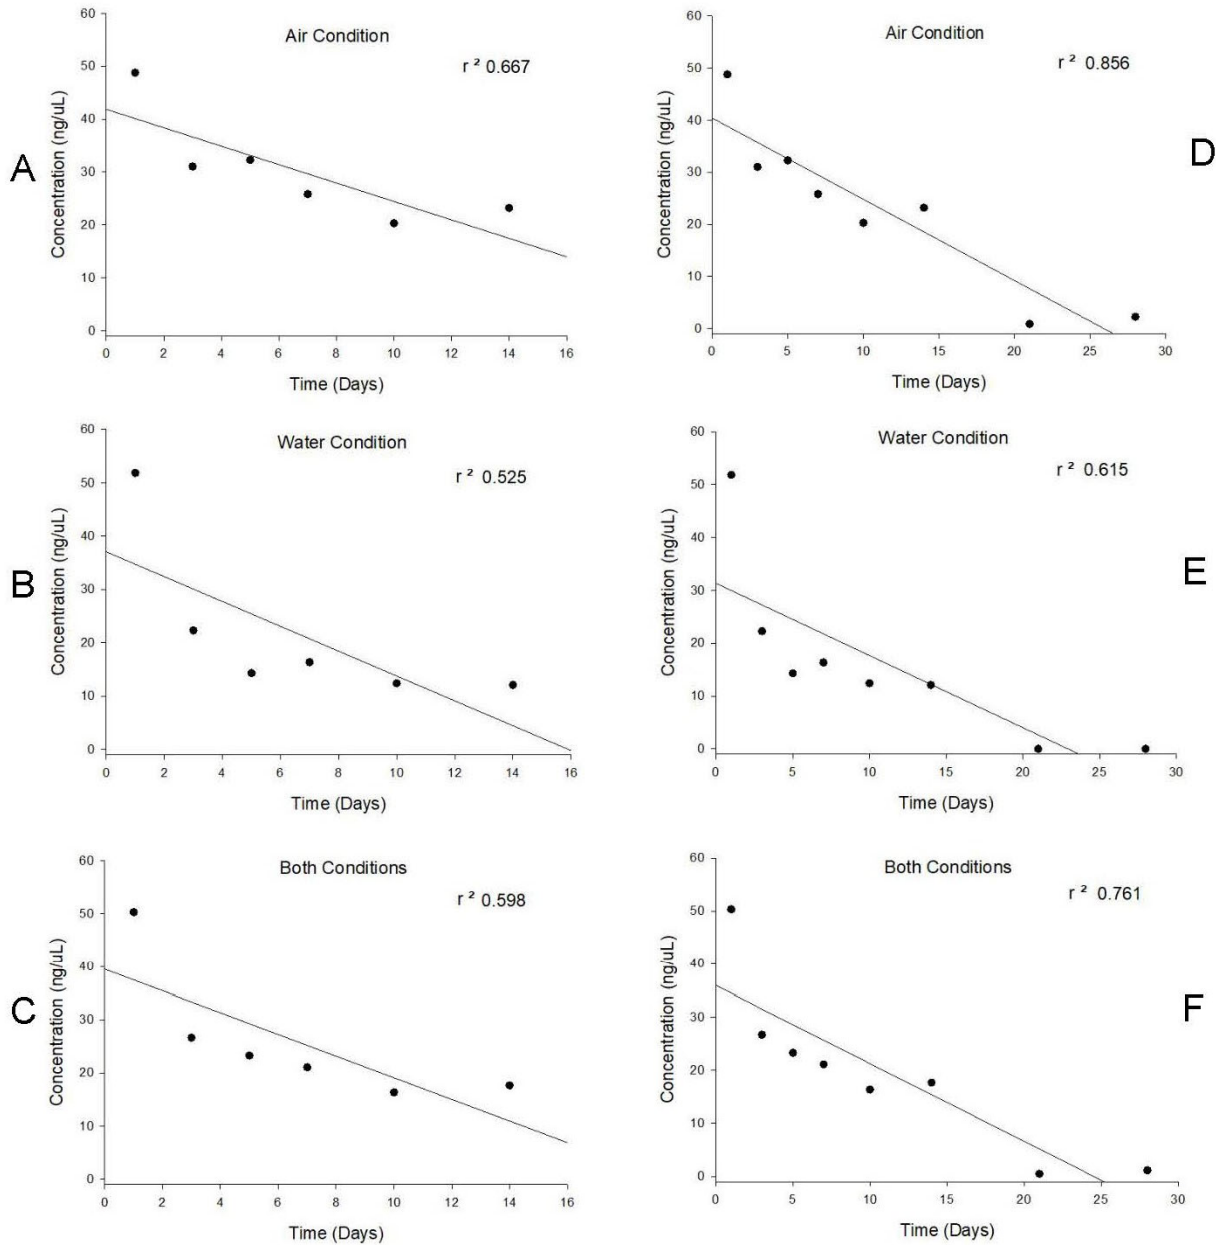 A
Air Condition
r ² 0.667
Concentration (ng/uL)
60
50
40
30
20
10
0
0 2 4 6 8 10 12 14 16
Time (Days)
D
Air Condition
r ² 0.856
Concentration (ng/uL)
60
50
40
30
20
10
0
0 5 10 15 20 25 30
Time (Days)
B
Water Condition
r ² 0.525
Concentration (ng/uL)
60
50
40
30
20
10
0
0 2 4 6 8 10 12 14 16
Time (Days)
E
Water Condition
r ² 0.615
Concentration (ng/uL)
60
50
40
30
20
10
0
0 5 10 15 20 25 30
Time (Days)
C
Both Conditions
r ² 0.598
Concentration (ng/uL)
60
50
40
30
20
10
0
0 2 4 6 8 10 12 14 16
Time (Days)
F
Both Conditions
r ² 0.761
Concentration (ng/uL)
60
50
40
30
20
10
0
0 5 10 15 20 25 30
Time (Days)